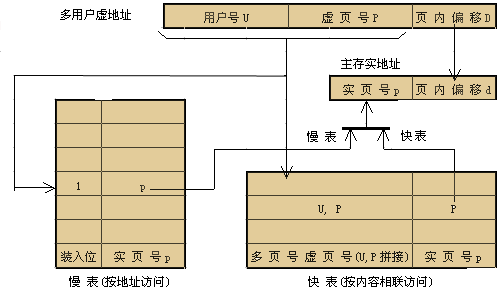 多用户虚地址 用户号U 虚页号P 页内偏移D
主存实地址
实页号p 页内偏移d
慢表 快表
1 p
U, P P
装入位 实页号p 多页号虚页号(U,P拼接) 实页号p
慢表(按地址访问) 快表(按内容相联访问)